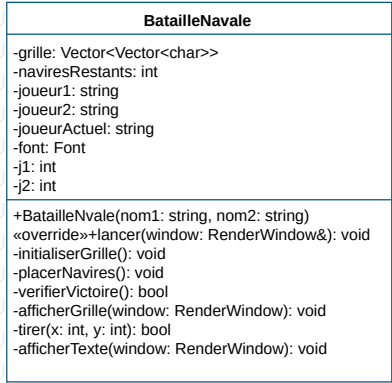 BatailleNavale
-grille: Vector<Vector<char>>
-naviresRestants: int
-joueur1: string
-joueur2: string
-joueurActuel: string
-font: Font
-j1: int
-j2: int
+BatailleNvale(nom1: string, nom2: string)
«override»+lancer(window: RenderWindow&): void
-initialiserGrille(): void
-placerNavires(): void
-verifierVictoire(): bool
-afficherGrille(window: RenderWindow): void
-tirer(x: int, y: int): bool
-afficherTexte(window: RenderWindow): void